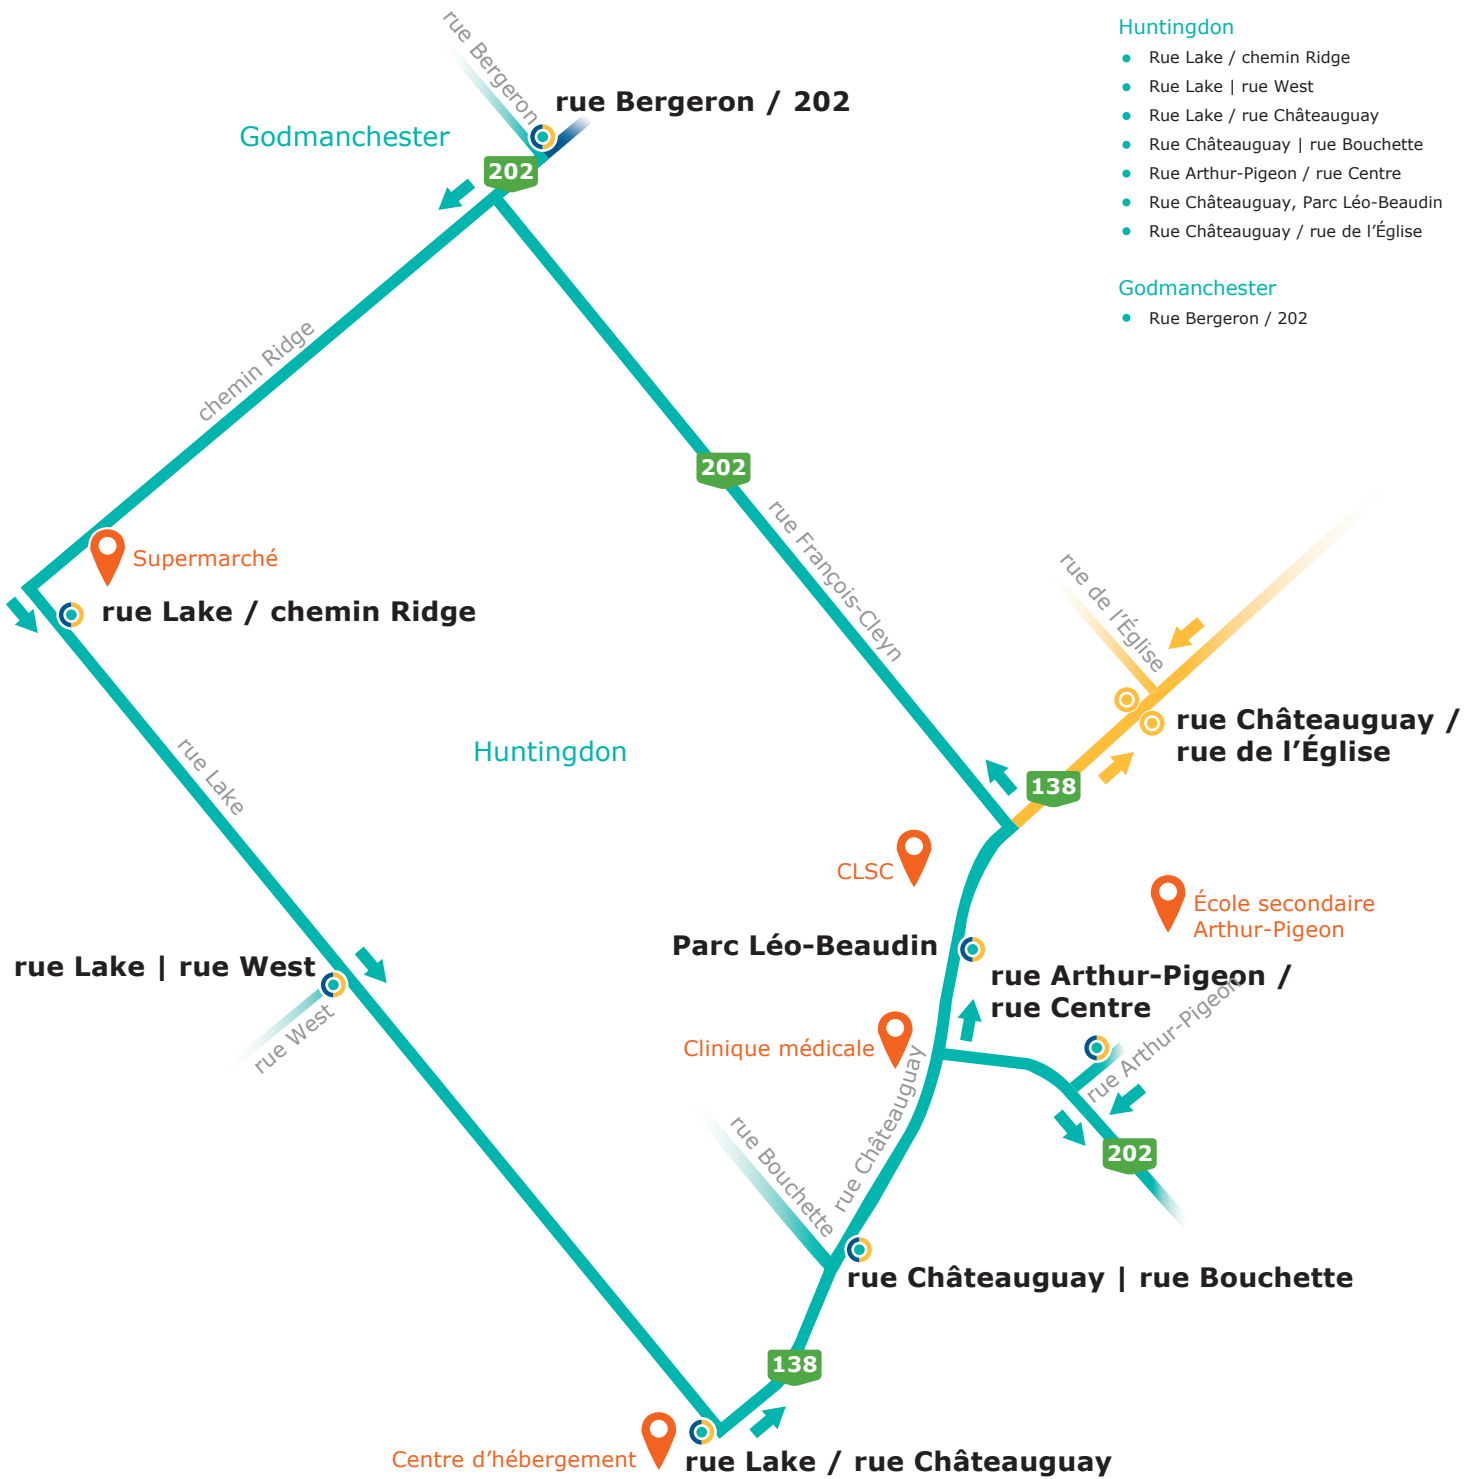 rue Bergeron
rue Bergeron / 202
Godmanchester
202
chemin Ridge
202
rue François-Cleyn
Supermarché
rue Lake / chemin Ridge
rue de l'Église
rue Lake
Huntingdon
rue Châteauguay /
rue de l'Église
138
CLSC
École secondaire
Arthur-Pigeon
Parc Léo-Beaudin
rue Lake | rue West
rue West
rue Arthur-Pigeon /
rue Centre
rue Arthur-Pigeon
Clinique médicale
rue Châteauguay
202
rue Bouchette
rue Châteauguay | rue Bouchette
138
Centre d'hébergement
rue Lake / rue Châteauguay
Huntingdon
Rue Lake / chemin Ridge
Rue Lake | rue West
Rue Lake / rue Châteauguay
Rue Châteauguay | rue Bouchette
Rue Arthur-Pigeon / rue Centre
Rue Châteauguay, Parc Léo-Beaudin
Rue Châteauguay / rue de l'Église
Godmanchester
Rue Bergeron / 202